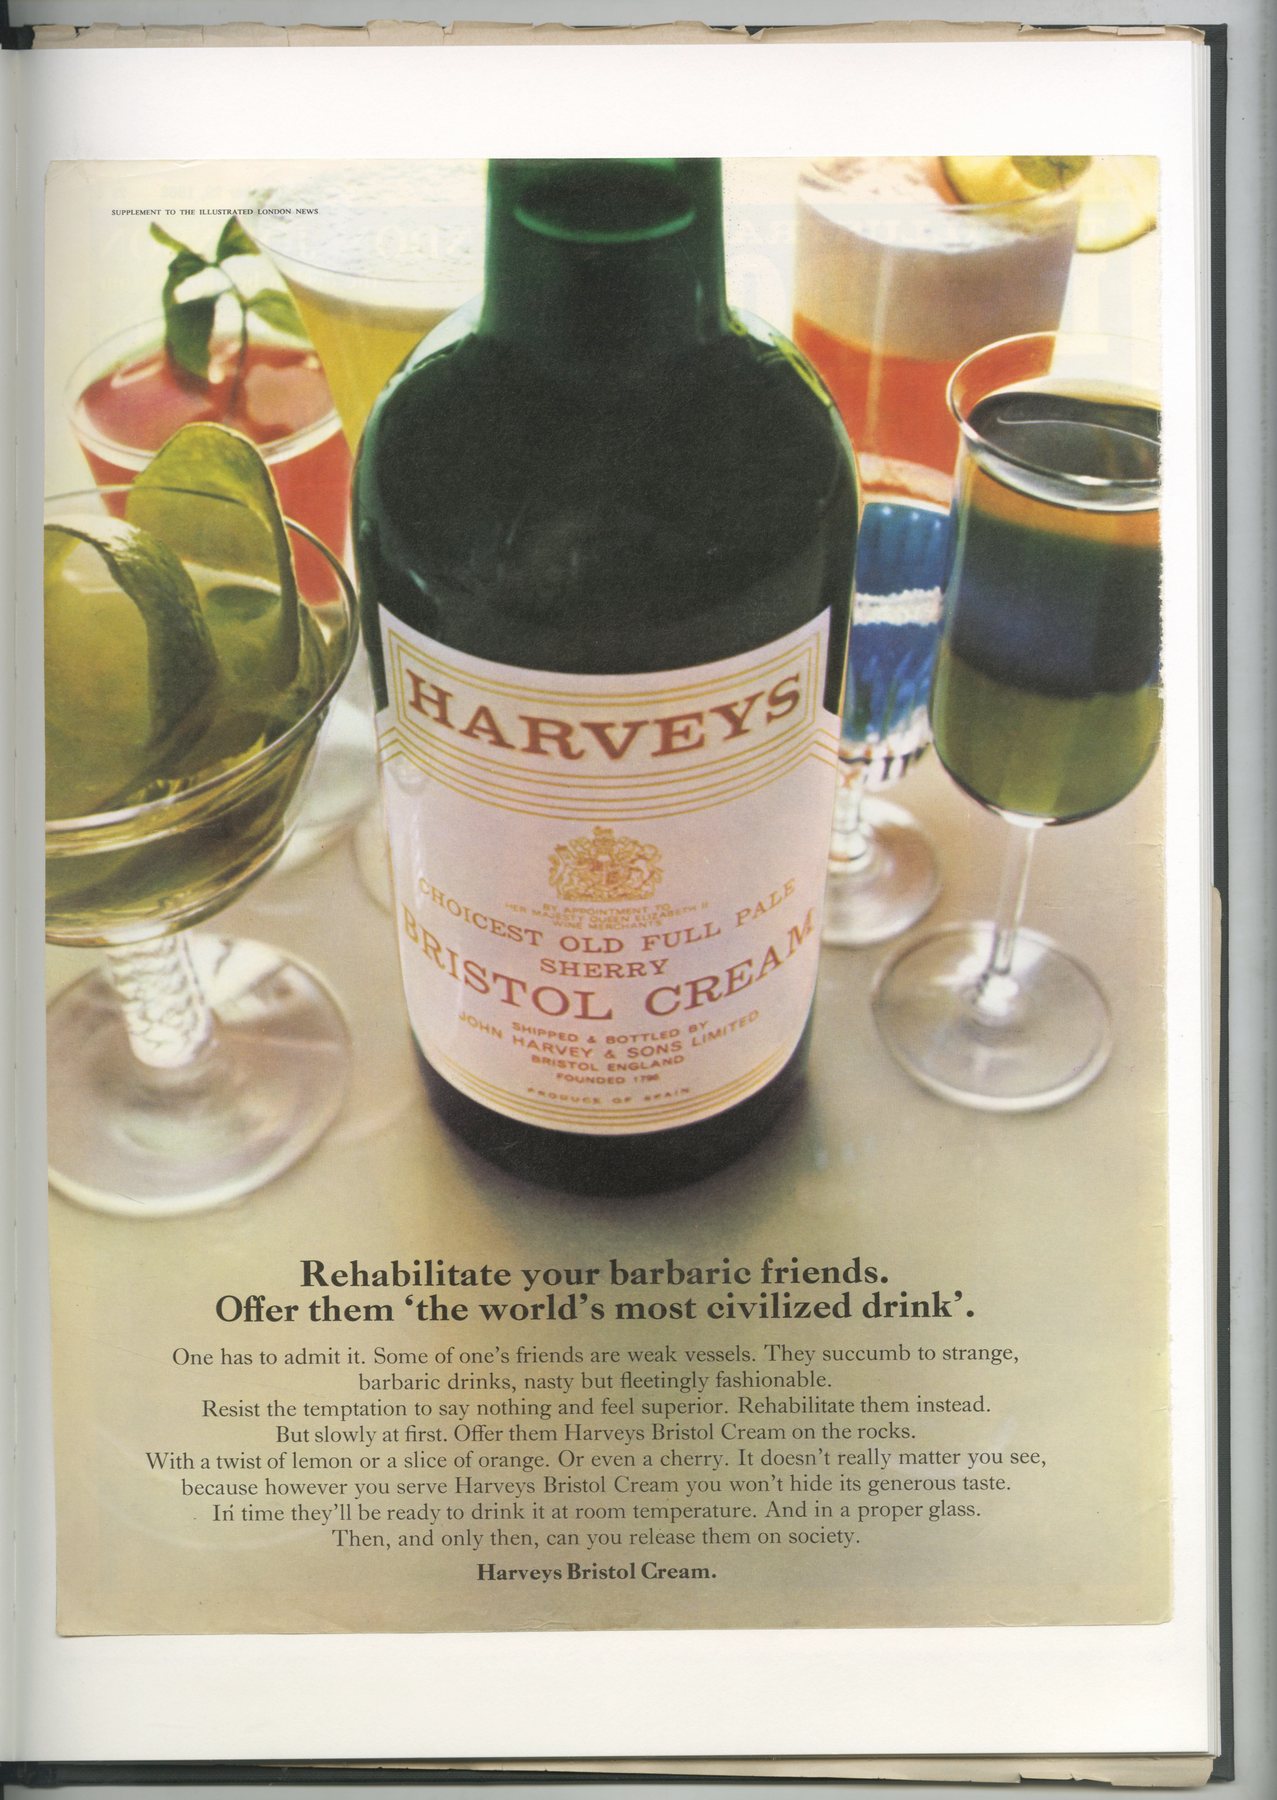 SUPPLEMENT TO THE ILLUSTRATED LONDON NEWS
HARVEYS
BY APPOINTMENT TO
HER MAJESTY QUEEN ELIZABETH II
WINE MERCHANTS
CHOICEST OLD FULL PALE
SHERRY
BRISTOL CREAM
SHIPPED & BOTTLED BY
JOHN HARVEY & SONS LIMITED
BRISTOL ENGLAND
FOUNDED 1796
PRODUCE OF SPAIN
Rehabilitate your barbaric friends.
Offer them ‘the world’s most civilized drink’.
One has to admit it. Some of one’s friends are weak vessels. They succumb to strange,
barbaric drinks, nasty but fleetingly fashionable.
Resist the temptation to say nothing and feel superior. Rehabilitate them instead.
But slowly at first. Offer them Harveys Bristol Cream on the rocks.
With a twist of lemon or a slice of orange. Or even a cherry. It doesn’t really matter you see,
because however you serve Harveys Bristol Cream you won’t hide its generous taste.
In time they’ll be ready to drink it at room temperature. And in a proper glass.
Then, and only then, can you release them on society.
Harveys Bristol Cream.